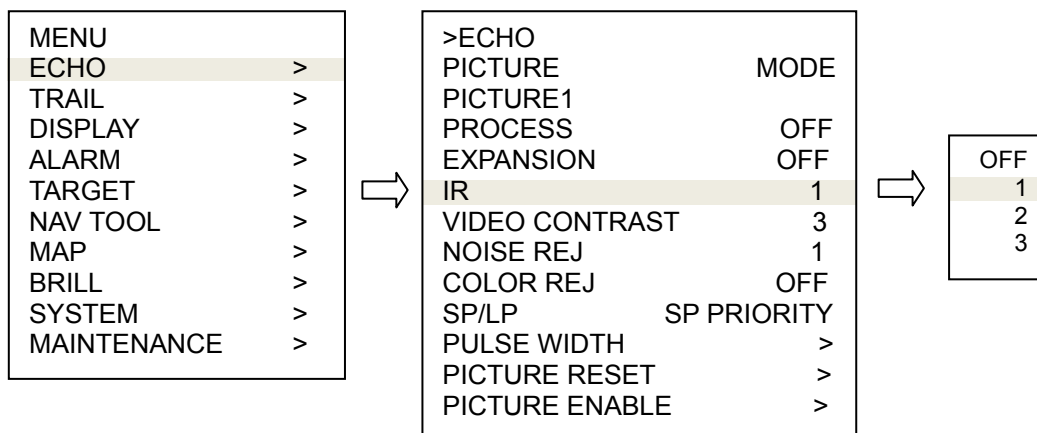 MENU
ECHO >
TRAIL >
DISPLAY >
ALARM >
TARGET >
NAV TOOL >
MAP >
BRILL >
SYSTEM >
MAINTENANCE >
>ECHO
PICTURE MODE
PICTURE1
PROCESS OFF
EXPANSION OFF
IR 1
VIDEO CONTRAST 3
NOISE REJ 1
COLOR REJ OFF
SP/LP SP PRIORITY
PULSE WIDTH >
PICTURE RESET >
PICTURE ENABLE >
OFF
1
2
3